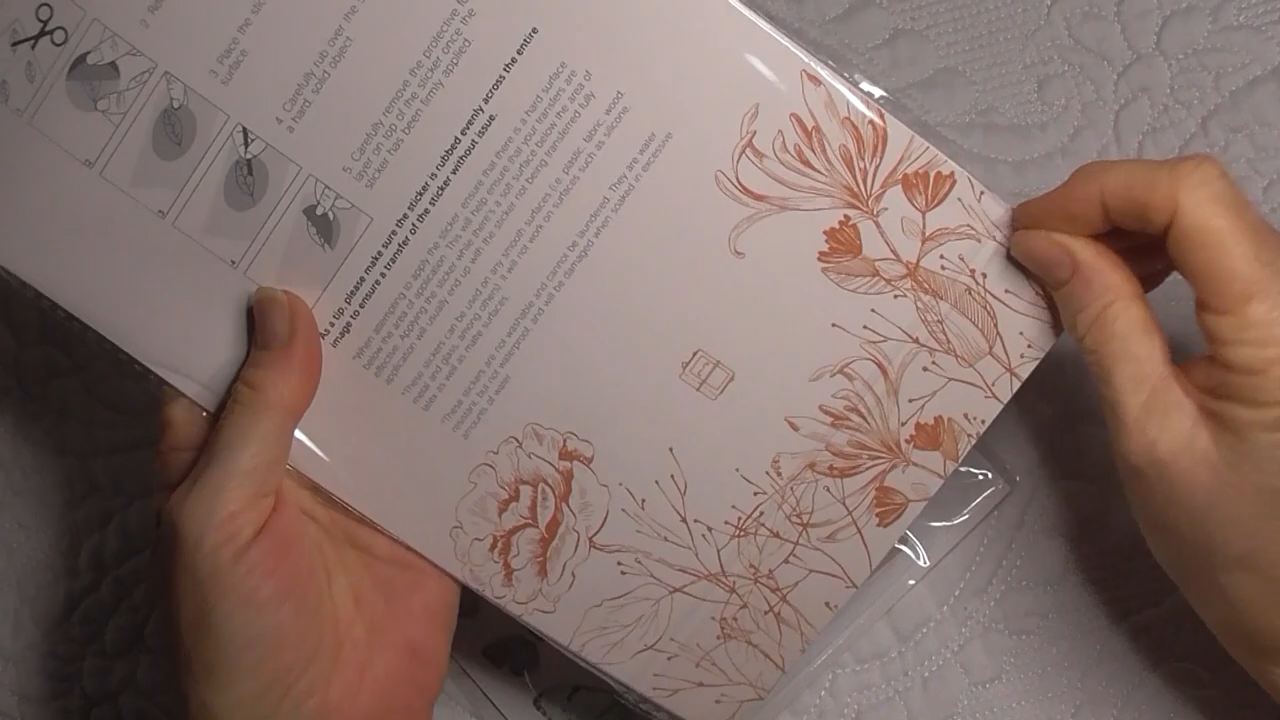 3. Place the
surface.
4. Carefully rub over the
a hard, solid object.
5. Carefully remove the protective
layer on top of the sticker once the
sticker has been firmly applied.
As a tip, please make sure the sticker is rubbed evenly across the entire
image to ensure a transfer of the sticker without issue.
*When attempting to apply the sticker, ensure that there is a hard surface
below the area of application. This will help ensure that your transfers are
effective. Applying the sticker while there's a soft surface below the area of
application will usually end up with the sticker not being transferred fully
*These stickers can be used on any smooth surfaces (i.e. plastic, fabric, wood,
metal and glass, among others). It will not work on surfaces such as silicone,
latex as well as matte surfaces.
*These stickers are not washable and cannot be laundered. They are water
resistant, but not waterproof, and will be damaged when soaked in excessive
amounts of water